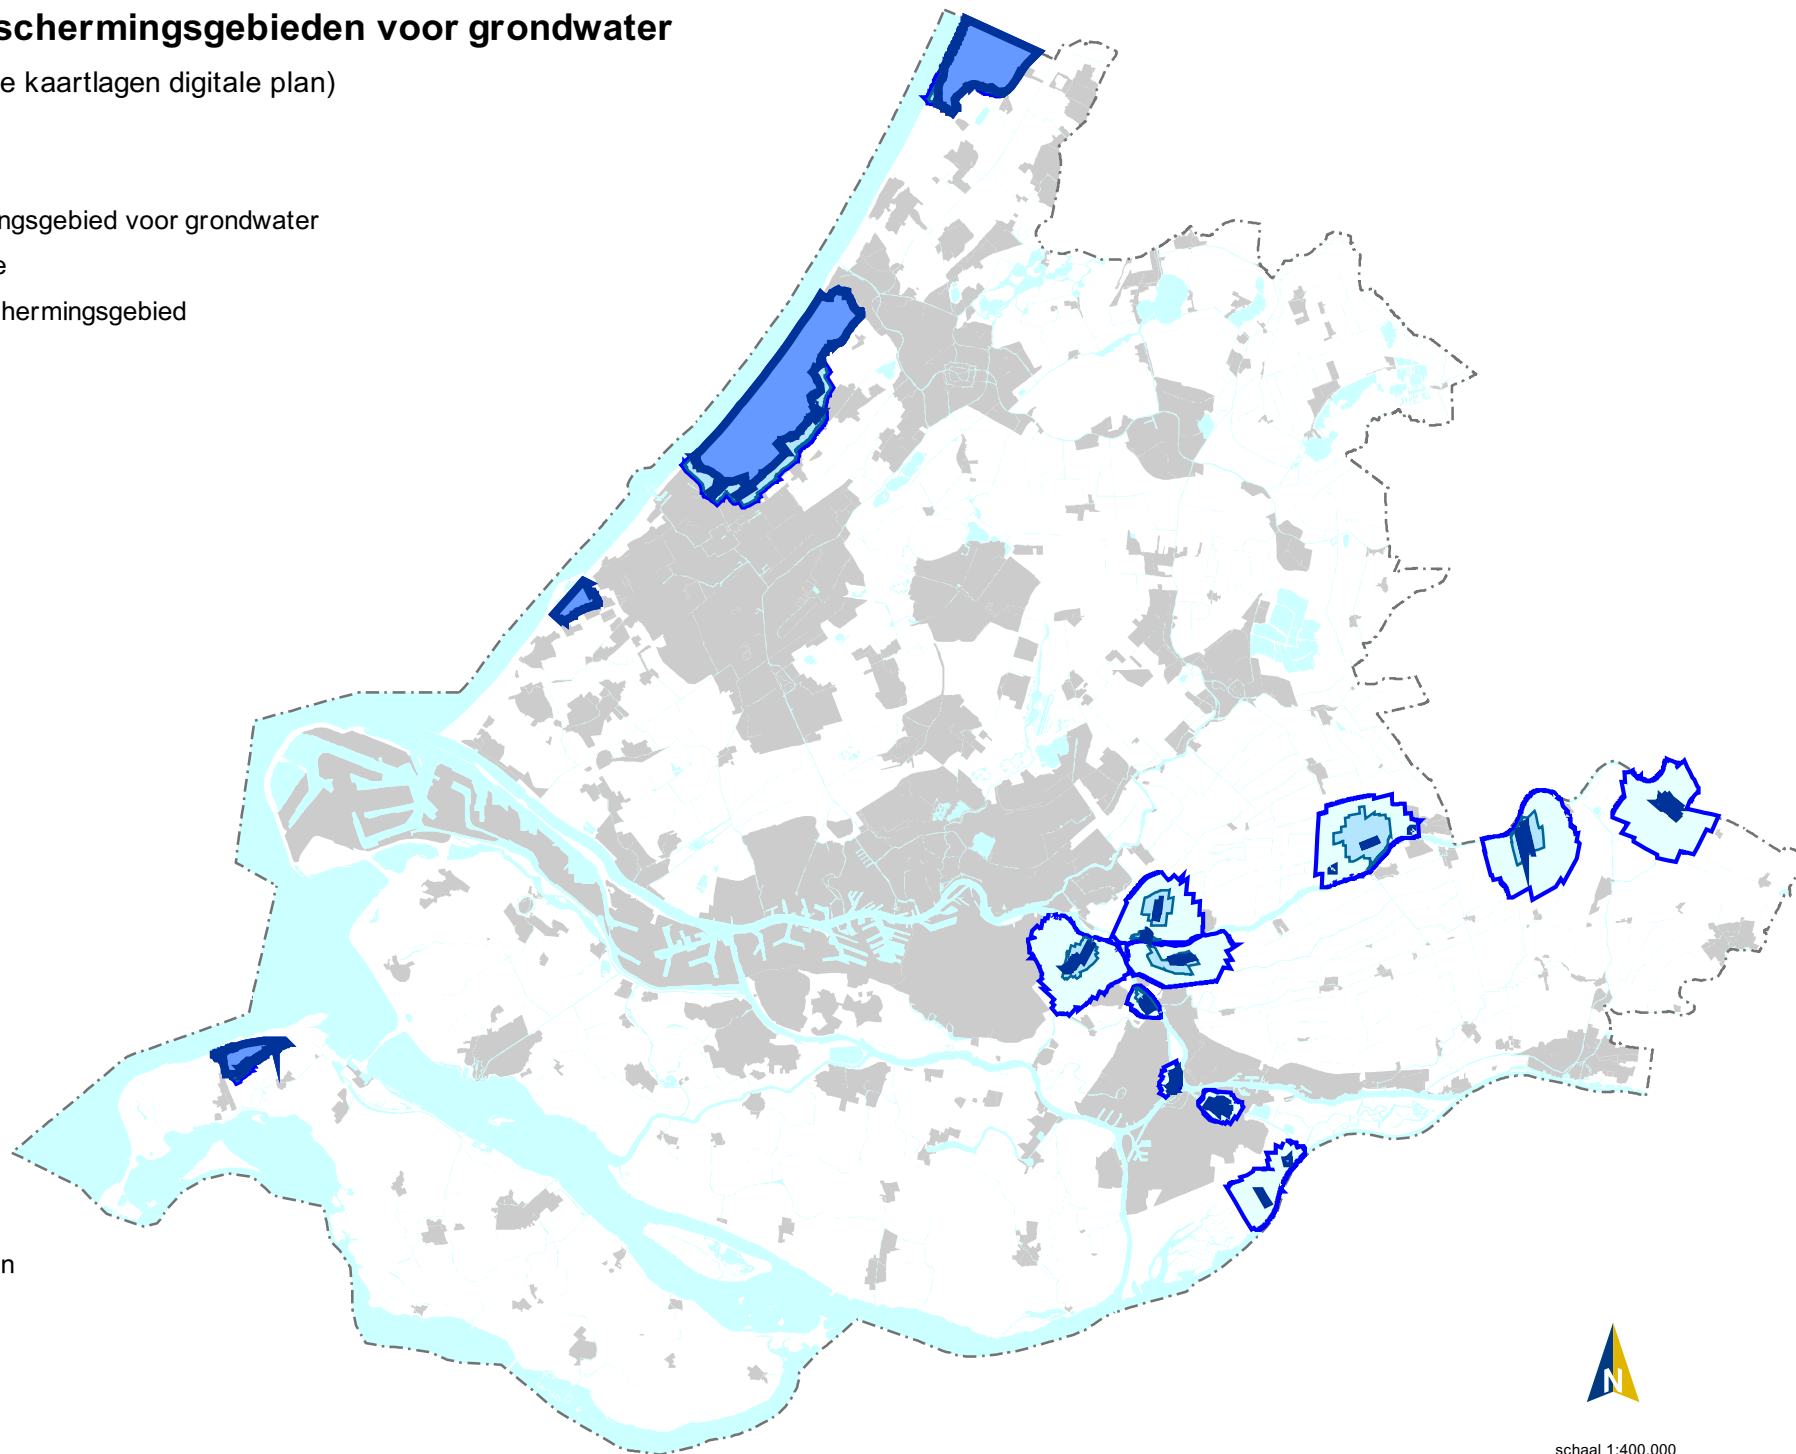 schermingsgebieden voor grondwater
e kaartlagen digitale plan)
ngsgebied voor grondwater
e
hermingsgebied
n
N
schaal 1:400.000